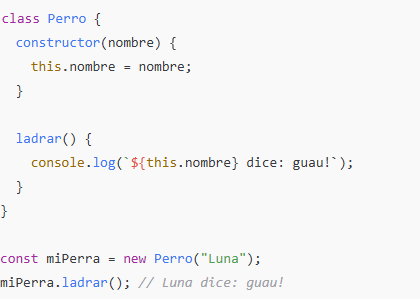 class Perro {
  constructor(nombre) {
    this.nombre = nombre;
  }

  ladrar() {
    console.log(`${this.nombre} dice: guau!`);
  }
}

const miPerra = new Perro("Luna");
miPerra.ladrar(); // Luna dice: guau!